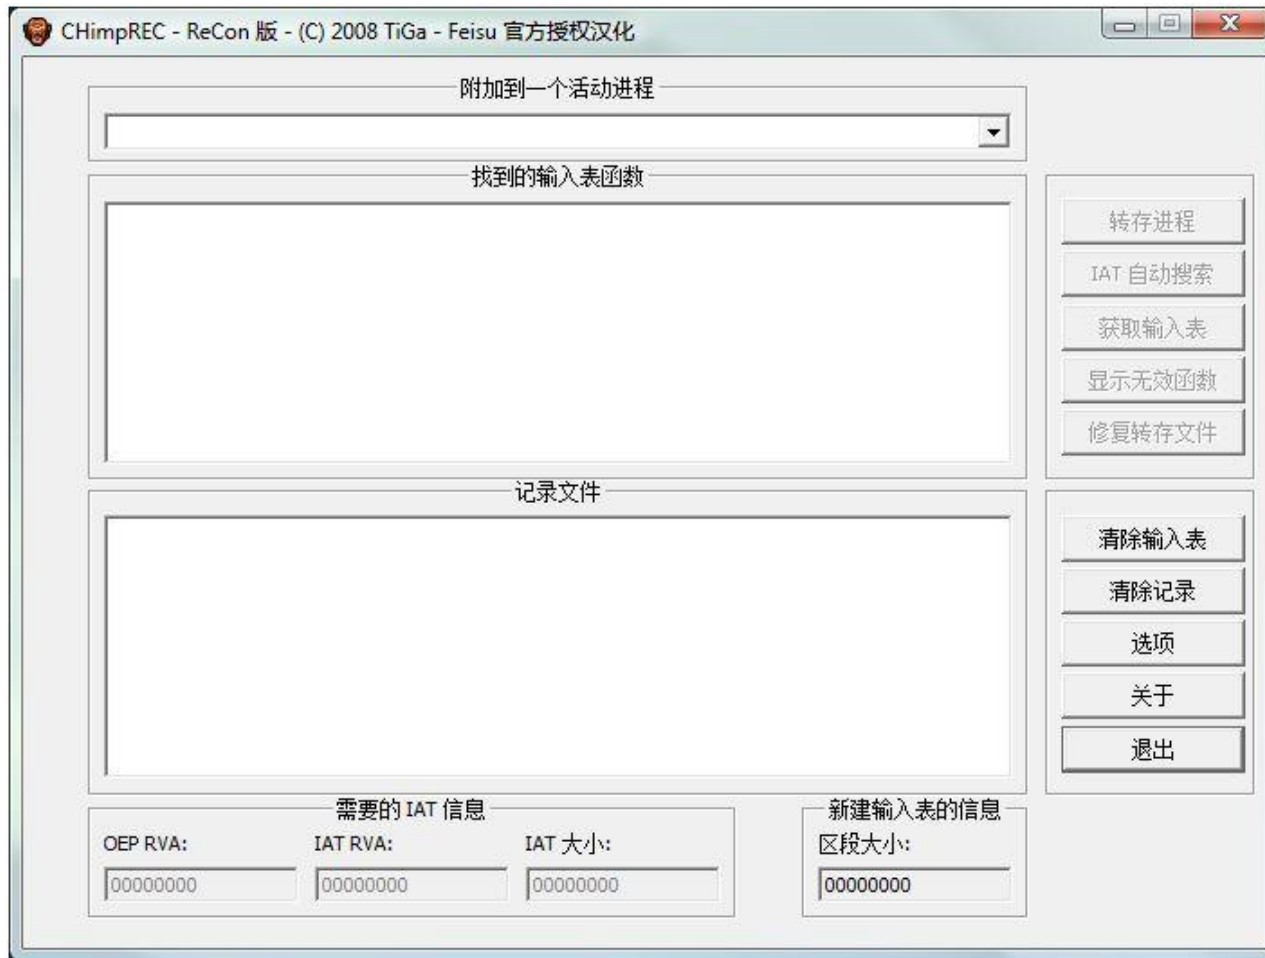 CHimpREC - ReCon 版 - (C) 2008 TiGa - Feisu 官方授权汉化
附加到一个活动进程
找到的输入表函数
转存进程
IAT 自动搜索
获取输入表
显示无效函数
修复转存文件
记录文件
清除输入表
清除记录
选项
关于
退出
需要的 IAT 信息
OEP RVA:
IAT RVA:
IAT 大小:
00000000
00000000
00000000
新建输入表的信息
区段大小:
00000000